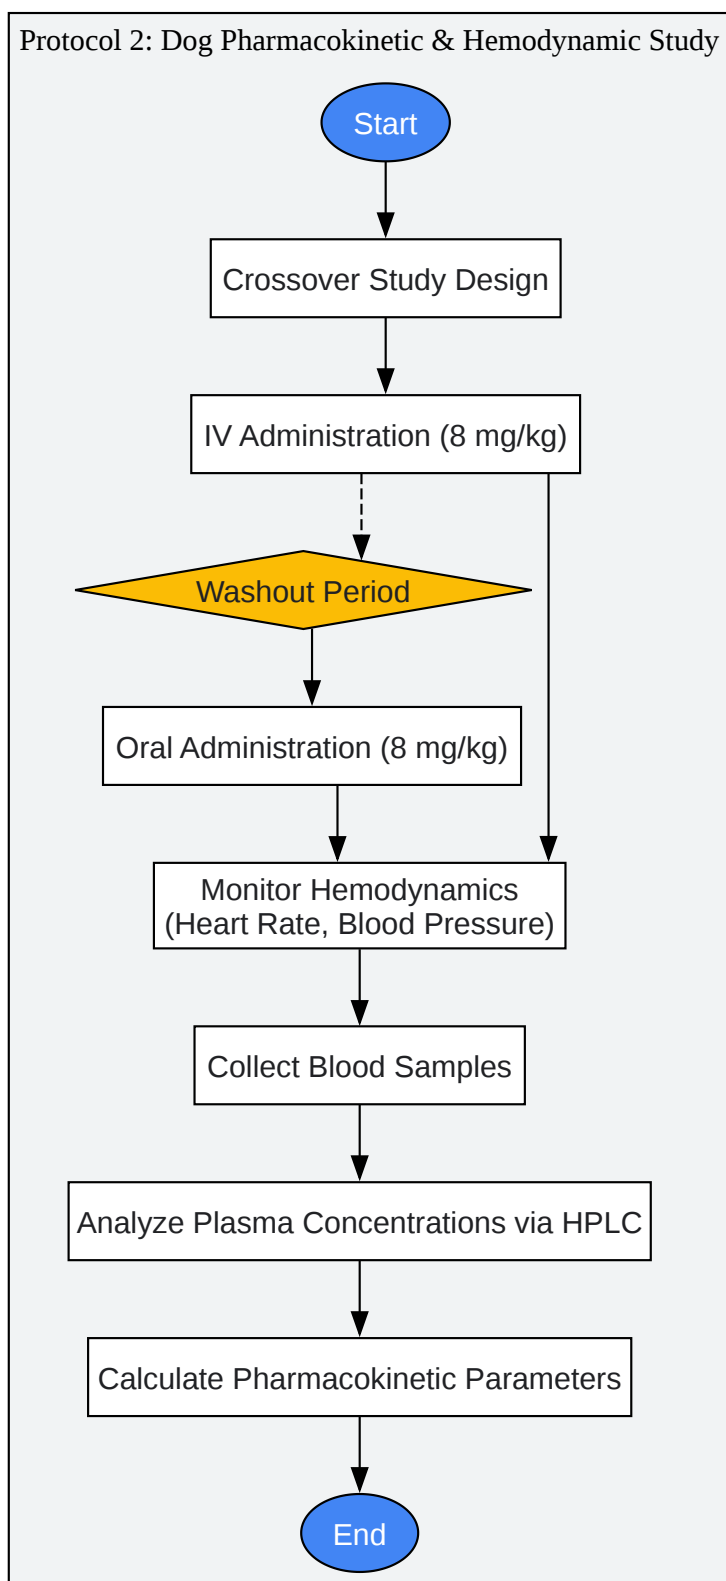 Protocol 2: Dog Pharmacokinetic & Hemodynamic Study
Start
Crossover Study Design
IV Administration (8 mg/kg)
Washout Period
Oral Administration (8 mg/kg)
Monitor Hemodynamics
(Heart Rate, Blood Pressure)
Collect Blood Samples
Analyze Plasma Concentrations via HPLC
Calculate Pharmacokinetic Parameters
End